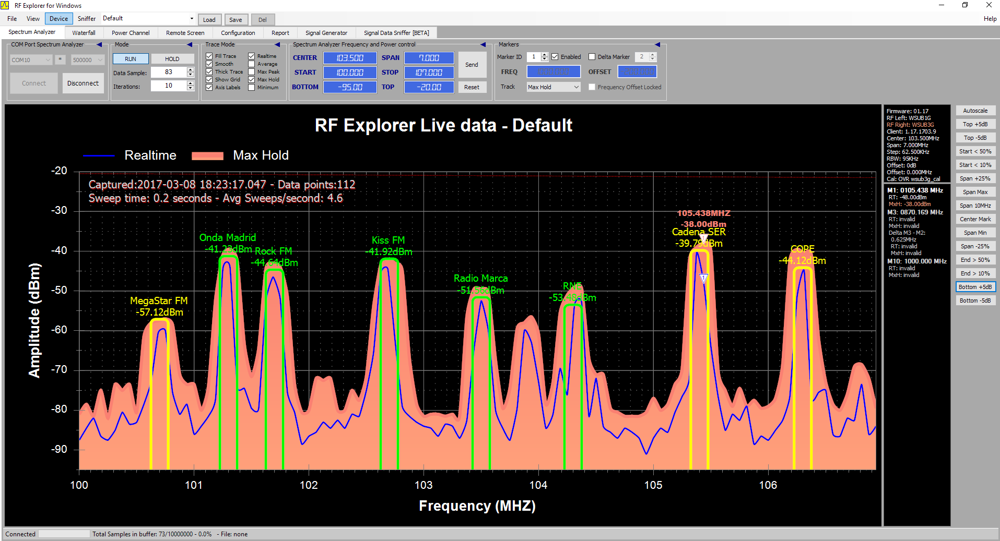 RF Explorer for Windows
File View Device Sniffer Default Load Save Del Help
Spectrum Analyzer Waterfall Power Channel Remote Screen Configuration Report Signal Generator Signal Data Sniffer [BETA]
COM Port Spectrum Analyzer
COM10 * 500000
Connect Disconnect
Mode
RUN HOLD
Data Sample: 83
Iterations: 10
Trace Mode
Fill Trace Realtime
Smooth Average
Thick Trace Max Peak
Show Grid Max Hold
Axis Labels Minimum
Spectrum Analyzer Frequency and Power control
CENTER 103.500 SPAN 7.000
START 100.000 STOP 107.000
BOTTOM -95.00 TOP -20.00
Send
Reset
Markers
Marker ID 1 Enabled Delta Marker 2
FREQ OFFSET
Track Max Hold Frequency Offset Locked
RF Explorer Live data - Default
Realtime Max Hold
Captured:2017-03-08 18:23:17.047 - Data points:112
Sweep time: 0.2 seconds - Avg Sweeps/second: 4.6
Amplitude (dBm)
-20
-30
-40
-50
-60
-70
-80
-90
MegaStar FM
-57.12dBm
Onda Madrid
-41.23dBm
Rock FM
-44.64dBm
Kiss FM
-41.92dBm
Radio Marca
-51.56dBm
RNE
-53.48dBm
105.438MHZ
-38.00dBm
Cadena SER
-39.79dBm
1
1
COPE
-44.12dBm
100 101 102 103 104 105 106
Frequency (MHZ)
Firmware: 01.17
RF Left: WSUB1G
RF Right: WSUB3G
Client: 1.17.1703.9
Center: 103.500MHz
Span: 7.000MHz
Step: 62.500KHz
RBW: 95KHz
Offset: 0dB
Offset: 0.000MHz
Cal: OVR wsub3g_cal
M1: 0105.438 MHz
RT: -48.00dBm
MxH: -38.00dBm
M3: 0870.169 MHz
RT: invalid
MxH: invalid
Delta M3 - M2:
0.625MHz
RT: invalid
MxH: invalid
M10: 1000.000 MHz
RT: invalid
MxH: invalid
Autoscale
Top +5dB
Top -5dB
Start < 50%
Start < 10%
Span +25%
Span Max
Span 10MHz
Center Mark
Span Min
Span -25%
End > 50%
End > 10%
Bottom +5dB
Bottom -5dB
Connected Total Samples in buffer: 73/10000000 - 0.0% - File: none